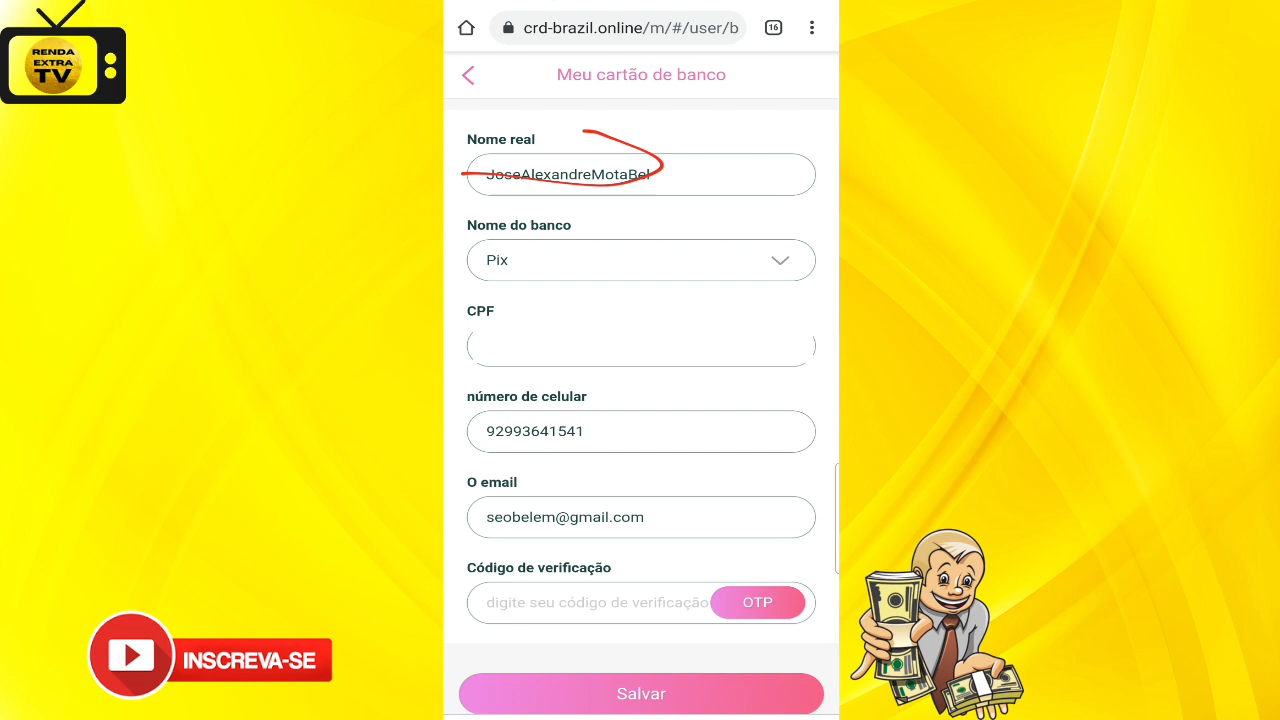 RENDA
EXTRA
TV
16
crd-brazil.online/m/#/user/b
Meu cartão de banco
Nome real
JoseAlexandreMotaBel
Nome do banco
Pix
CPF
número de celular
92993641541
O email
seobelem@gmail.com
Código de verificação
digite seu código de verificação
OTP
Salvar
INSCREVA-SE